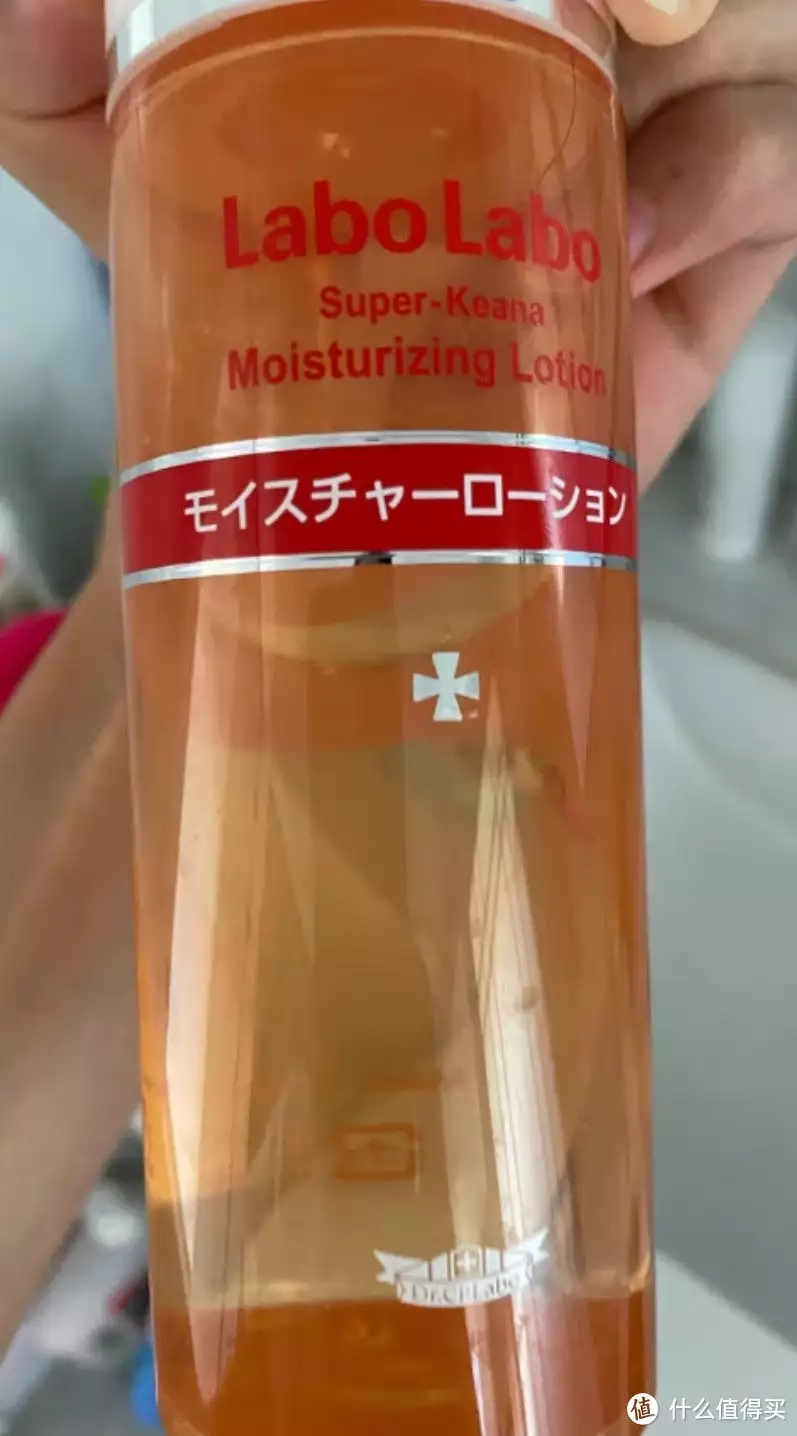 Labo Labo
Super-Keana
Moisturizing Lotion
モイスチャーローション
Dr.Ci:Labo
值 什么值得买